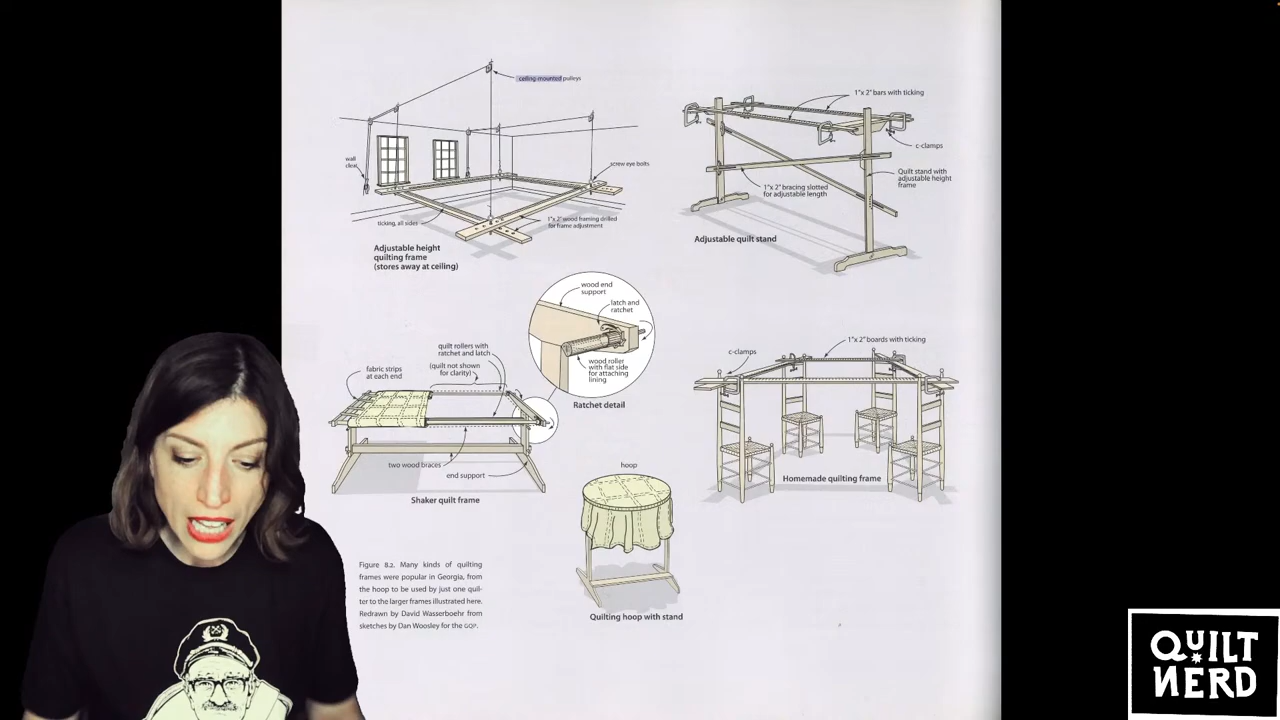 ceiling-mounted pulleys
wall
cleat
screw eye bolts
ticking, all sides
1"x 2" wood framing drilled
for frame adjustment
Adjustable height
quilting frame
(stores away at ceiling)
1"x 2" bars with ticking
c-clamps
Quilt stand with
adjustable height
frame
1"x 2" bracing slotted
for adjustable length
Adjustable quilt stand
wood end
support
latch and
ratchet
wood roller
with flat side
for attaching
lining
Ratchet detail
quilt rollers with
ratchet and latch
(quilt not shown
for clarity)
fabric strips
at each end
two wood braces
end support
Shaker quilt frame
c-clamps
1"x 2" boards with ticking
Homemade quilting frame
hoop
Quilting hoop with stand
Figure 8.2. Many kinds of quilting
frames were popular in Georgia, from
the hoop to be used by just one quil-
ter to the larger frames illustrated here.
Redrawn by David Wasserboehr from
sketches by Dan Woosley for the GQP.
QUILT
NERD